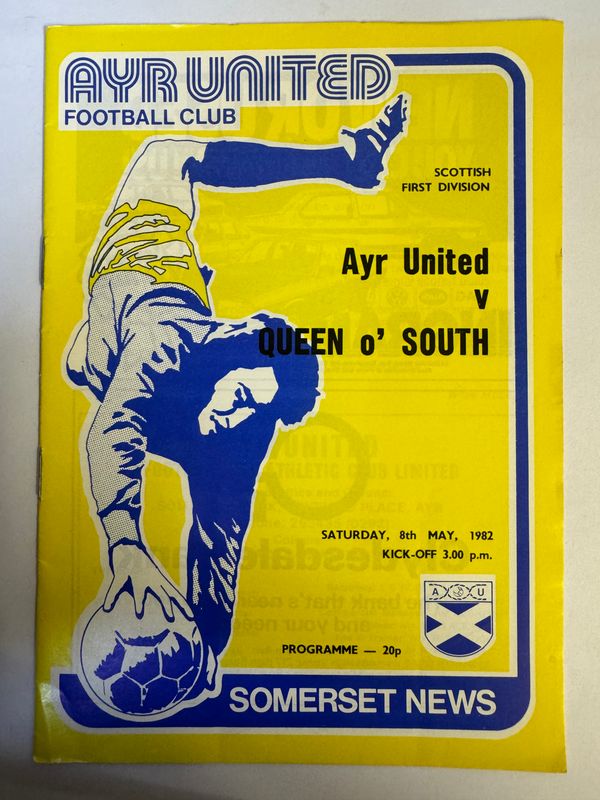 AYR UNITED
FOOTBALL CLUB
SCOTTISH
FIRST DIVISION
Ayr United
v
QUEEN o' SOUTH
SATURDAY, 8th MAY, 1982
KICK-OFF 3.00 p.m.
A U
PROGRAMME — 20p
SOMERSET NEWS